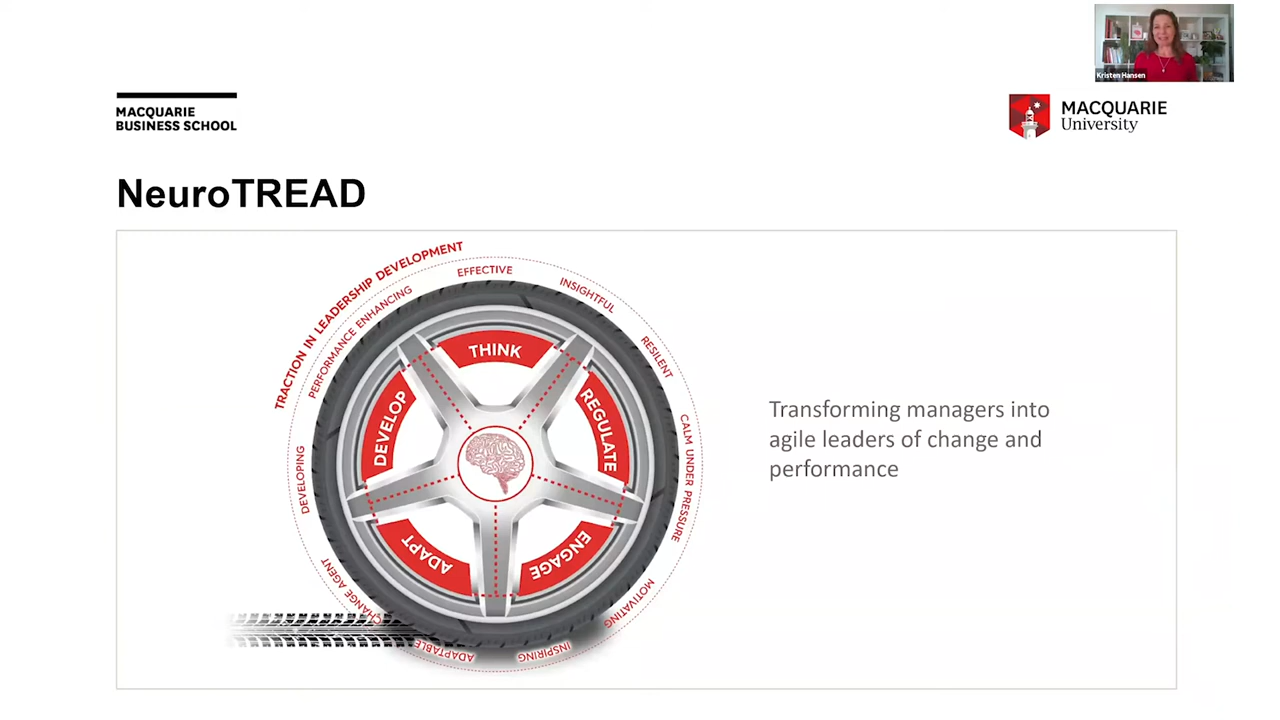 Kristen Hansen
MACQUARIE
BUSINESS SCHOOL
MACQUARIE
University
NeuroTREAD
TRACTION IN LEADERSHIP DEVELOPMENT
EFFECTIVE
INSIGHTFUL
RESILENT
CALM UNDER PRESSURE
MOTIVATING
INSPIRING
ADAPTABLE
CHANGE AGENT
DEVELOPING
PERFORMANCE ENHANCING
THINK
REGULATE
ENGAGE
ADAPT
DEVELOP
Transforming managers into
agile leaders of change and
performance